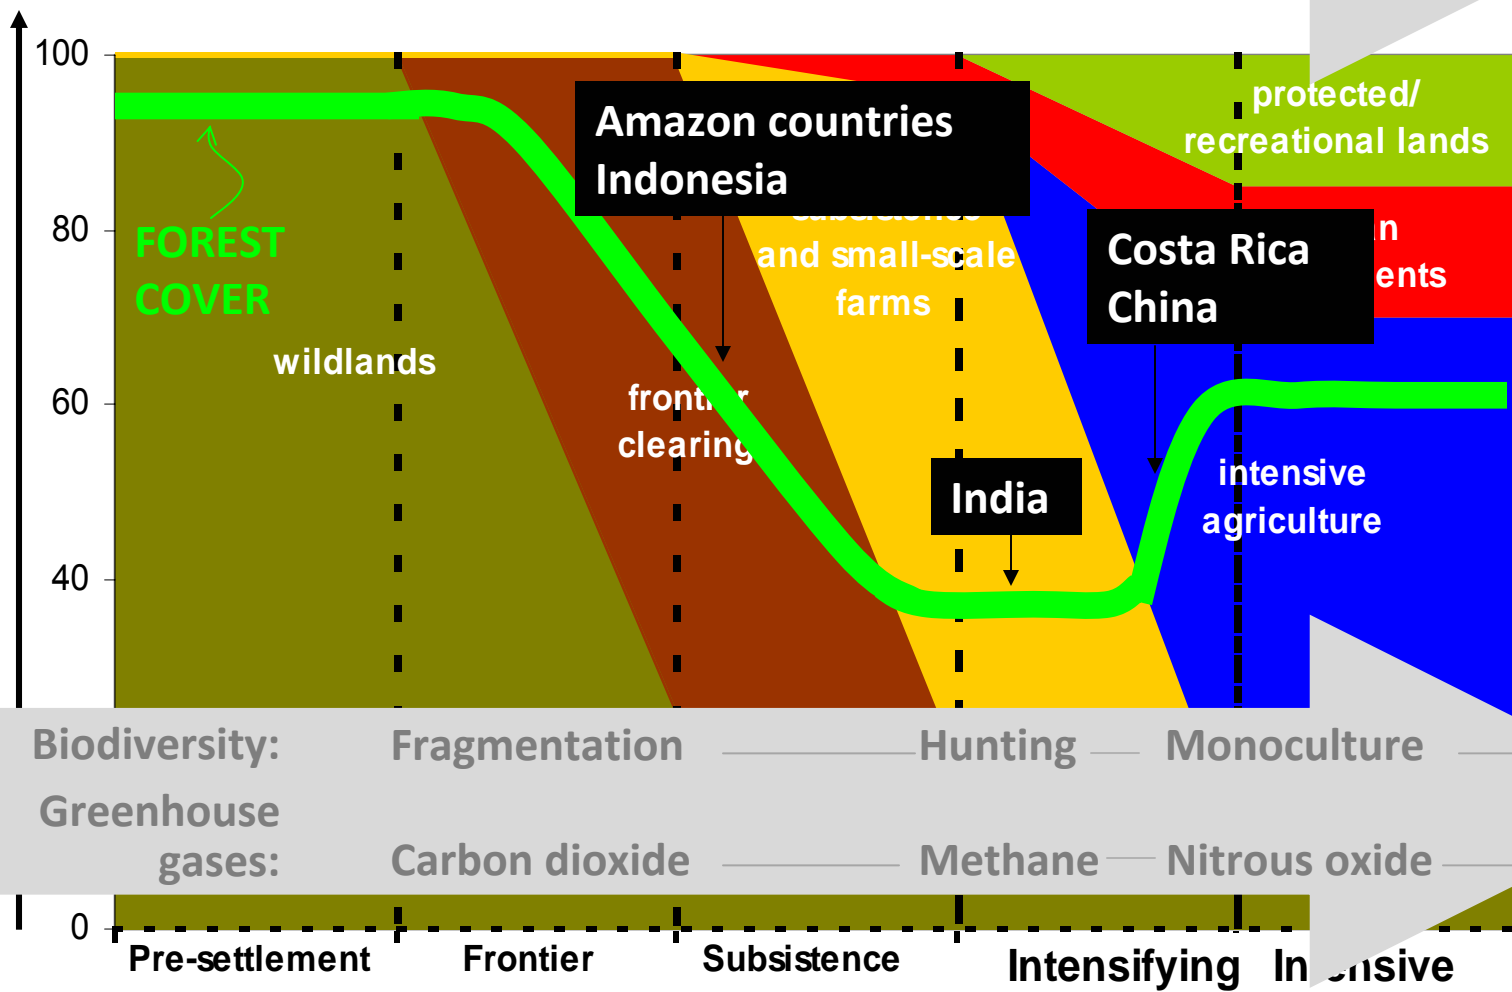 100
80
60
40
0
Amazon countries
Indonesia
protected/
recreational lands
FOREST
COVER
and small-scale
farms
Costa Rica
China
wildlands
frontier
clearing
India
intensive
agriculture
Biodiversity: Fragmentation Hunting Monoculture
Greenhouse
gases: Carbon dioxide Methane Nitrous oxide
Pre-settlement Frontier Subsistence Intensifying Intensive